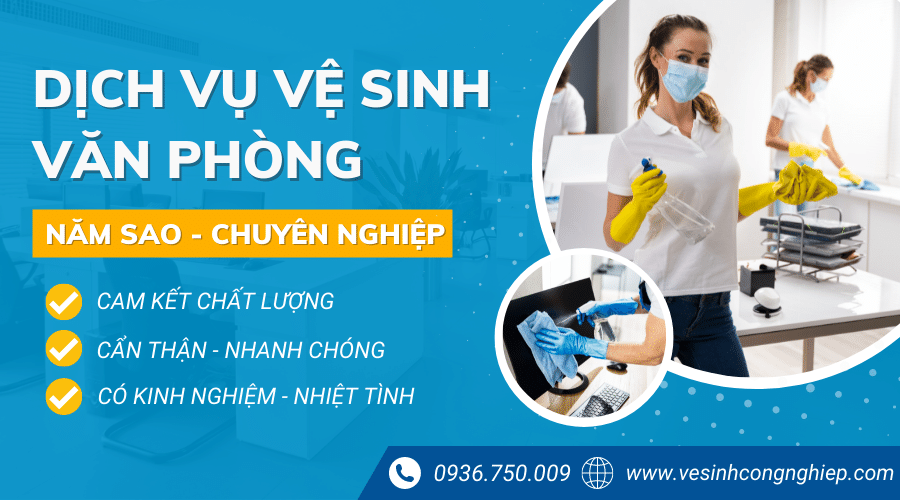 DỊCH VỤ VỆ SINH
VĂN PHÒNG
NĂM SAO - CHUYÊN NGHIỆP
CAM KẾT CHẤT LƯỢNG
CẨN THẬN - NHANH CHÓNG
CÓ KINH NGHIỆM - NHIỆT TÌNH
0936.750.009
www.vesinhcongnghiep.com